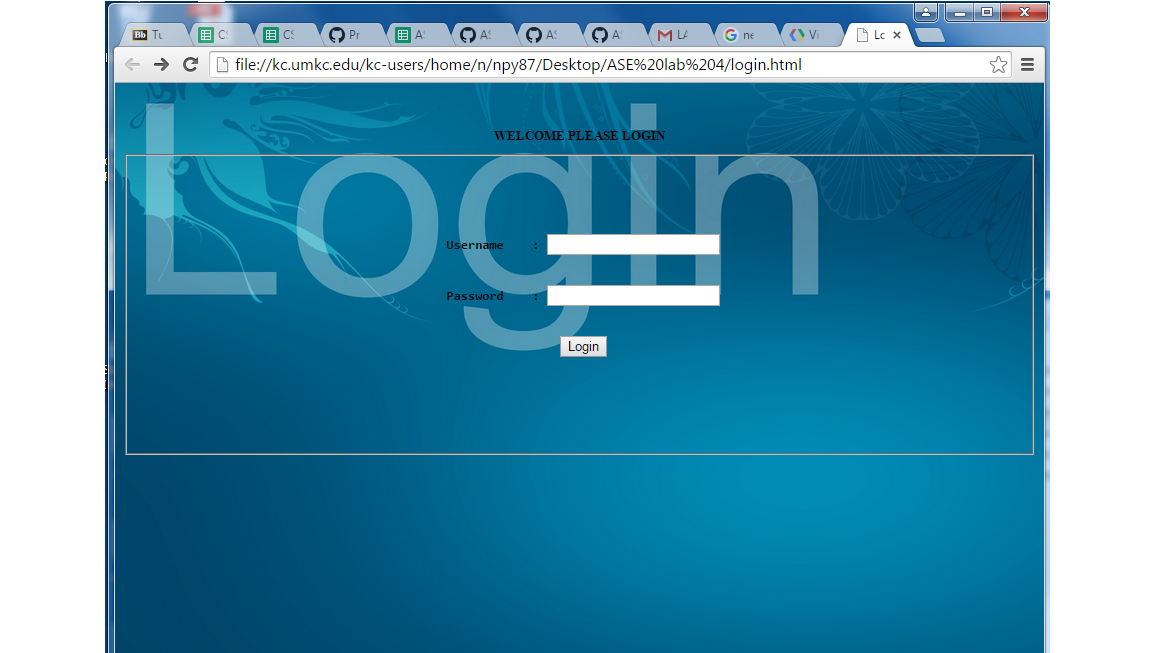 Bb Tu CS CS Pr AS AS AS AS LA G ne Vi Lo
file://kc.umkc.edu/kc-users/home/n/npy87/Desktop/ASE%20lab%204/login.html
Login
WELCOME PLEASE LOGIN
Username :
Password :
Login